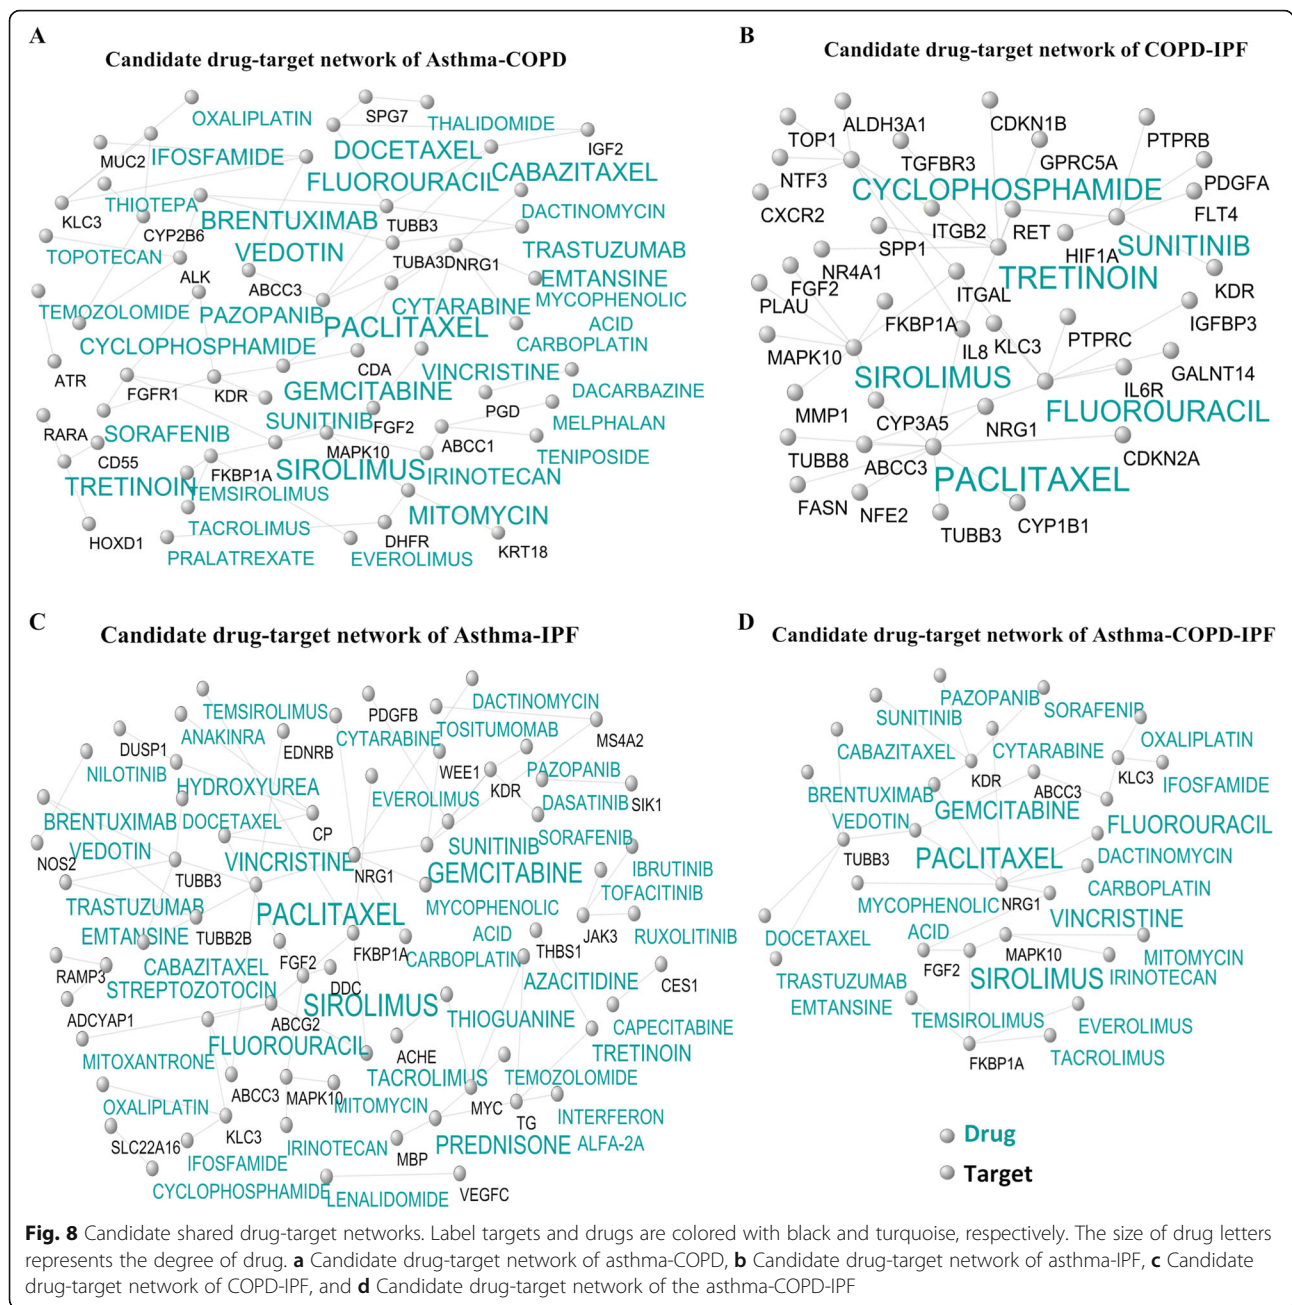 A
Candidate drug-target network of Asthma-COPD
OXALIPLATIN
SPG7
THALIDOMIDE
IGF2
MUC2
IFOSFAMIDE
DOCETAXEL
CABAZITAXEL
FLUOROURACIL
KLC3
THIOTEPA
CYP2B6
BRENTUXIMAB
VEDOTIN
TUBB3
DACTINOMYCIN
TOPOTECAN
ALK
ABCC3
TUBA3D
NRG1
TRASTUZUMAB
EMTANSINE
TEMOZOLOMIDE
PAZOPANIB
CYTARABINE
MYCOPHENOLIC
ACID
PACLITAXEL
CARBOPLATIN
CYCLOPHOSPHAMIDE
CDA
VINCRISTINE
ATR
FGFR1
KDR
GEMCITABINE
DACARBAZINE
PGD
SUNITINIB
FGF2
MELPHALAN
RARA
SORAFENIB
MAPK10
ABCC1
TENIPOSIDE
CD55
FKBP1A
SIROLIMUS
IRINOTECAN
TRETINOIN
TEMSIROLIMUS
MITOMYCIN
HOXD1
TACROLIMUS
DHFR
KRT18
PRALATREXATE
EVEROLIMUS
B
Candidate drug-target network of COPD-IPF
TOP1
ALDH3A1
CDKN1B
PTPRB
NTF3
TGFBR3
GPRC5A
CXCR2
CYCLOPHOSPHAMIDE
PDGFA
FLT4
SPP1
ITGB2
RET
HIF1A
SUNITINIB
NR4A1
TRETINOIN
KDR
PLAU
FGF2
ITGAL
IGFBP3
FKBP1A
IL8
KLC3
PTPRC
MAPK10
SIROLIMUS
GALNT14
IL6R
MMP1
CYP3A5
NRG1
FLUOROURACIL
TUBB8
ABCC3
CDKN2A
PACLITAXEL
FASN
NFE2
TUBB3
CYP1B1
C
Candidate drug-target network of Asthma-IPF
TEMSIROLIMUS
PDGFB
DACTINOMYCIN
ANAKINRA
EDNRB
CYTARABINE
TOSITUMOMAB
MS4A2
DUSP1
NILOTINIB
WEE1
KDR
PAZOPANIB
HYDROXYUREA
EVEROLIMUS
DASATINIB
SIK1
BRENTUXIMAB
VEDOTIN
DOCETAXEL
CP
SUNITINIB
SORAFENIB
NOS2
TUBB3
VINCRISTINE
NRG1
GEMCITABINE
IBRUTINIB
TOFACITINIB
TRASTUZUMAB
EMTANSINE
PACLITAXEL
MYCOPHENOLIC
ACID
JAK3
RUXOLITINIB
TUBB2B
FGF2
FKBP1A
CARBOPLATIN
THBS1
RAMP3
CABAZITAXEL
DDC
AZACITIDINE
CES1
STREPTOZOTOCIN
SIROLIMUS
ADCYAP1
ABCG2
THIOGUANINE
CAPECITABINE
MITOXANTRONE
FLUOROURACIL
ACHE
TRETINOIN
ABCC3
MAPK10
TACROLIMUS
TEMOZOLOMIDE
OXALIPLATIN
MITOMYCIN
MYC
TG
INTERFERON
ALFA-2A
SLC22A16
KLC3
IRINOTECAN
MBP
PREDNISONE
IFOSFAMIDE
CYCLOPHOSPHAMIDE
LENALIDOMIDE
VEGFC
D
Candidate drug-target network of Asthma-COPD-IPF
PAZOPANIB
SUNITINIB
SORAFENIB
CABAZITAXEL
CYTARABINE
OXALIPLATIN
KDR
KLC3
BRENTUXIMAB
VEDOTIN
GEMCITABINE
ABCC3
IFOSFAMIDE
FLUOROURACIL
TUBB3
PACLITAXEL
DACTINOMYCIN
CARBOPLATIN
MYCOPHENOLIC
ACID
NRG1
VINCRISTINE
DOCETAXEL
FGF2
MAPK10
MITOMYCIN
TRASTUZUMAB
EMTANSINE
SIROLIMUS
IRINOTECAN
TEMSIROLIMUS
EVEROLIMUS
FKBP1A
TACROLIMUS
Drug
Target
Fig. 8 Candidate shared drug-target networks. Label targets and drugs are colored with black and turquoise, respectively. The size of drug letters
represents the degree of drug. a Candidate drug-target network of asthma-COPD, b Candidate drug-target network of asthma-IPF, c Candidate
drug-target network of COPD-IPF, and d Candidate drug-target network of the asthma-COPD-IPF